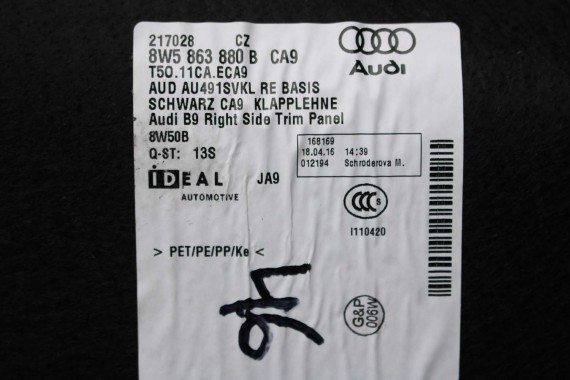 217028 CZ
8W5 863 880 B CA9
T50.11CA.ECA9
AUD AU491SVKL RE BASIS
SCHWARZ CA9 KLAPPLEHNE
Audi B9 Right Side Trim Panel
8W50B
Q-ST: 13S
IDEAL JA9
AUTOMOTIVE
> PET/PE/PP/Ke <
Audi
168169
18.04.16 14:39
012194 Schroderova M.
CCC S
I110420
G&P
006W